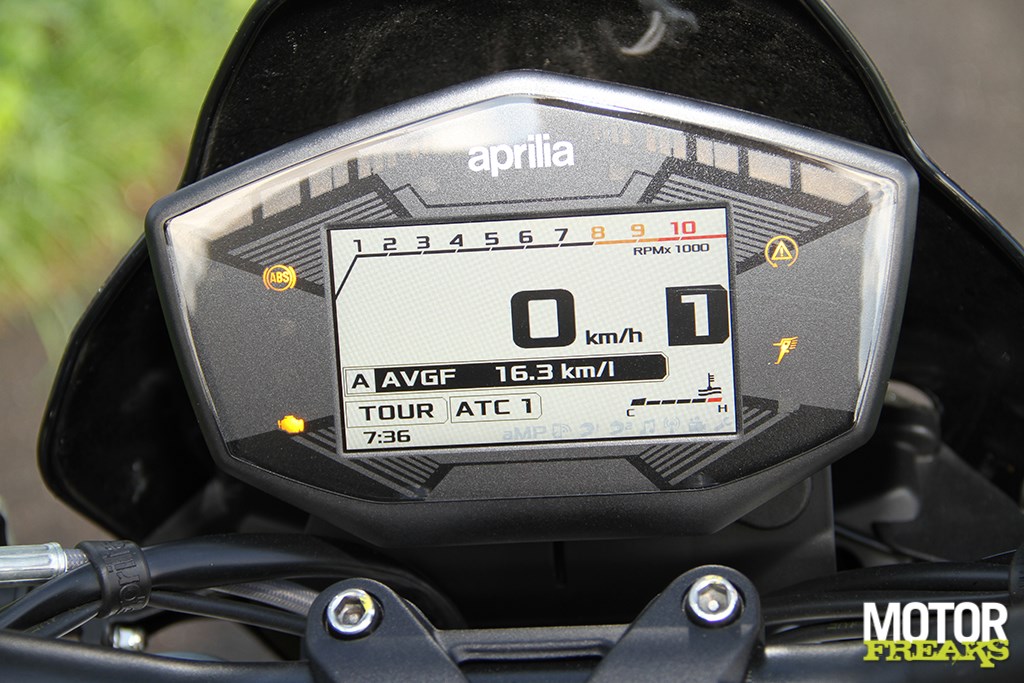 aprilia
1 2 3 4 5 6 7 8 9 10
RPMx 1000
ABS
0 km/h 1
A AVGF 16.3 km/l
TOUR ATC 1
C H
7:36
aMP
MOTOR
FREAKS